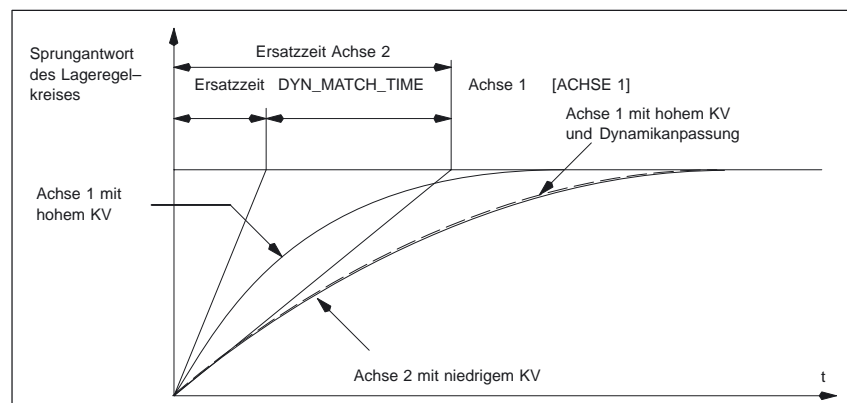 Sprungantwort
des Lageregel–
kreises
Ersatzzeit Achse 2
Ersatzzeit DYN_MATCH_TIME Achse 1 [ACHSE 1]
Achse 1 mit hohem KV
und Dynamikanpassung
Achse 1 mit
hohem KV
Achse 2 mit niedrigem KV
t